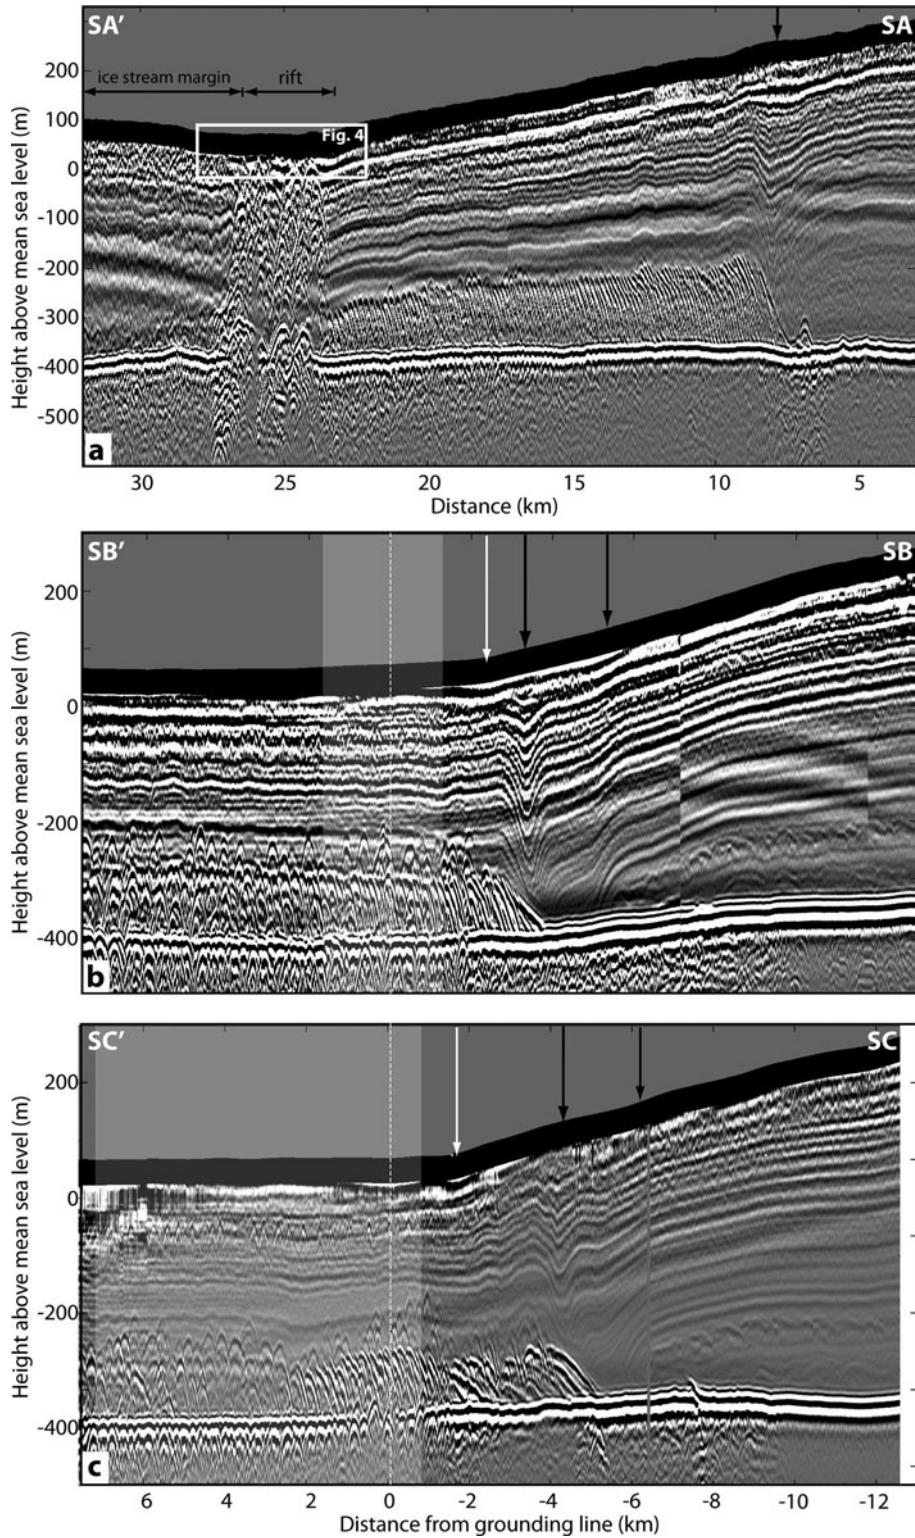 SA’ SA
ice stream margin rift
Fig. 4
200
100
0
-100
-200
-300
-400
-500
Height above mean sea level (m)
a
30 25 20 15 10 5
Distance (km)
SB’ SB
200
0
-200
-400
Height above mean sea level (m)
b
SC’ SC
200
0
-200
-400
Height above mean sea level (m)
c
6 4 2 0 -2 -4 -6 -8 -10 -12
Distance from grounding line (km)